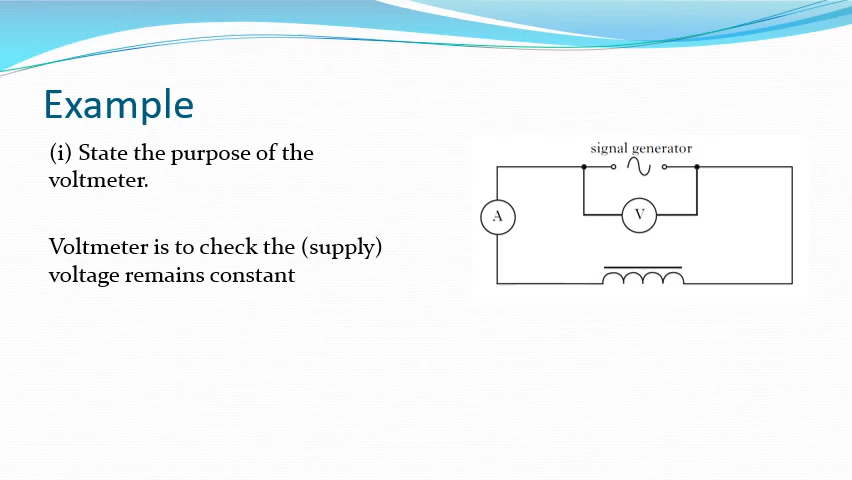 Example
(i) State the purpose of the
voltmeter.
Voltmeter is to check the (supply)
voltage remains constant
signal generator
A
V